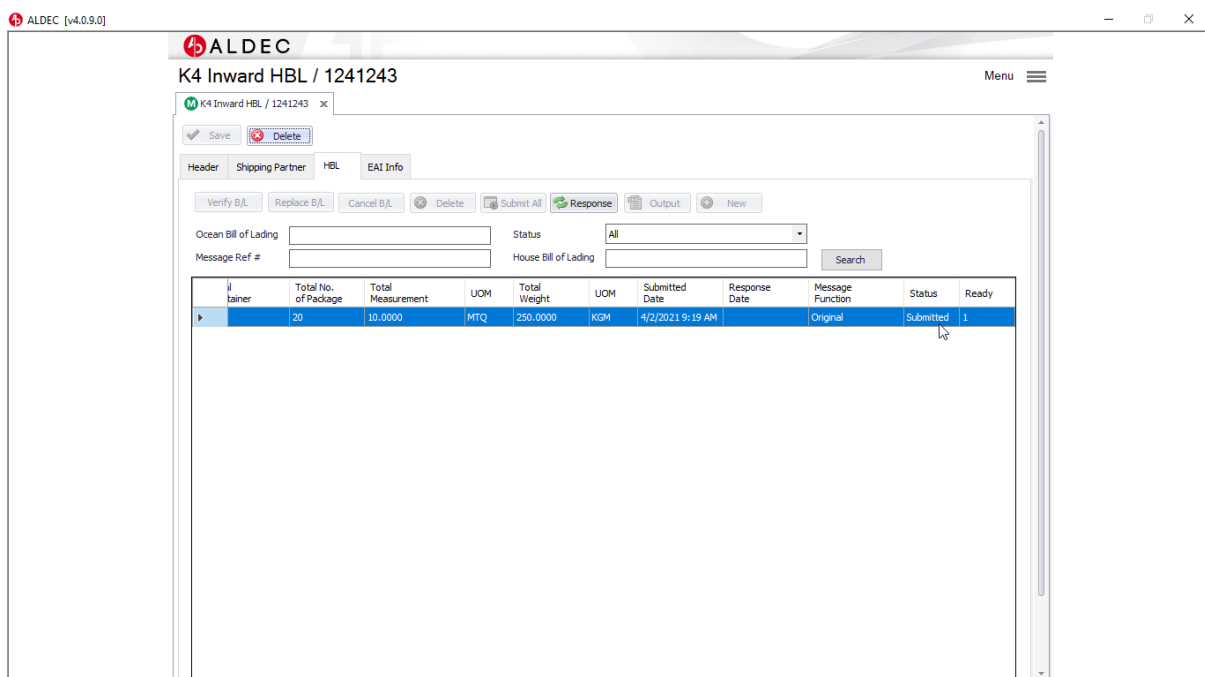 ALDEC [v4.0.9.0]
ALDEC
K4 Inward HBL / 1241243
Menu
M K4 Inward HBL / 1241243
Save Delete
Header Shipping Partner HBL EAI Info
Verify B/L Replace B/L Cancel B/L Delete Submit All Response Output New
Ocean Bill of Lading Status All
Message Ref # House Bill of Lading Search
Total No. Total Total Submitted Response Message
tainer of Package Measurement UOM Weight UOM Date Date Function Status Ready
20 10.0000 MTQ 250.0000 KGM 4/2/2021 9:19 AM Original Submitted 1